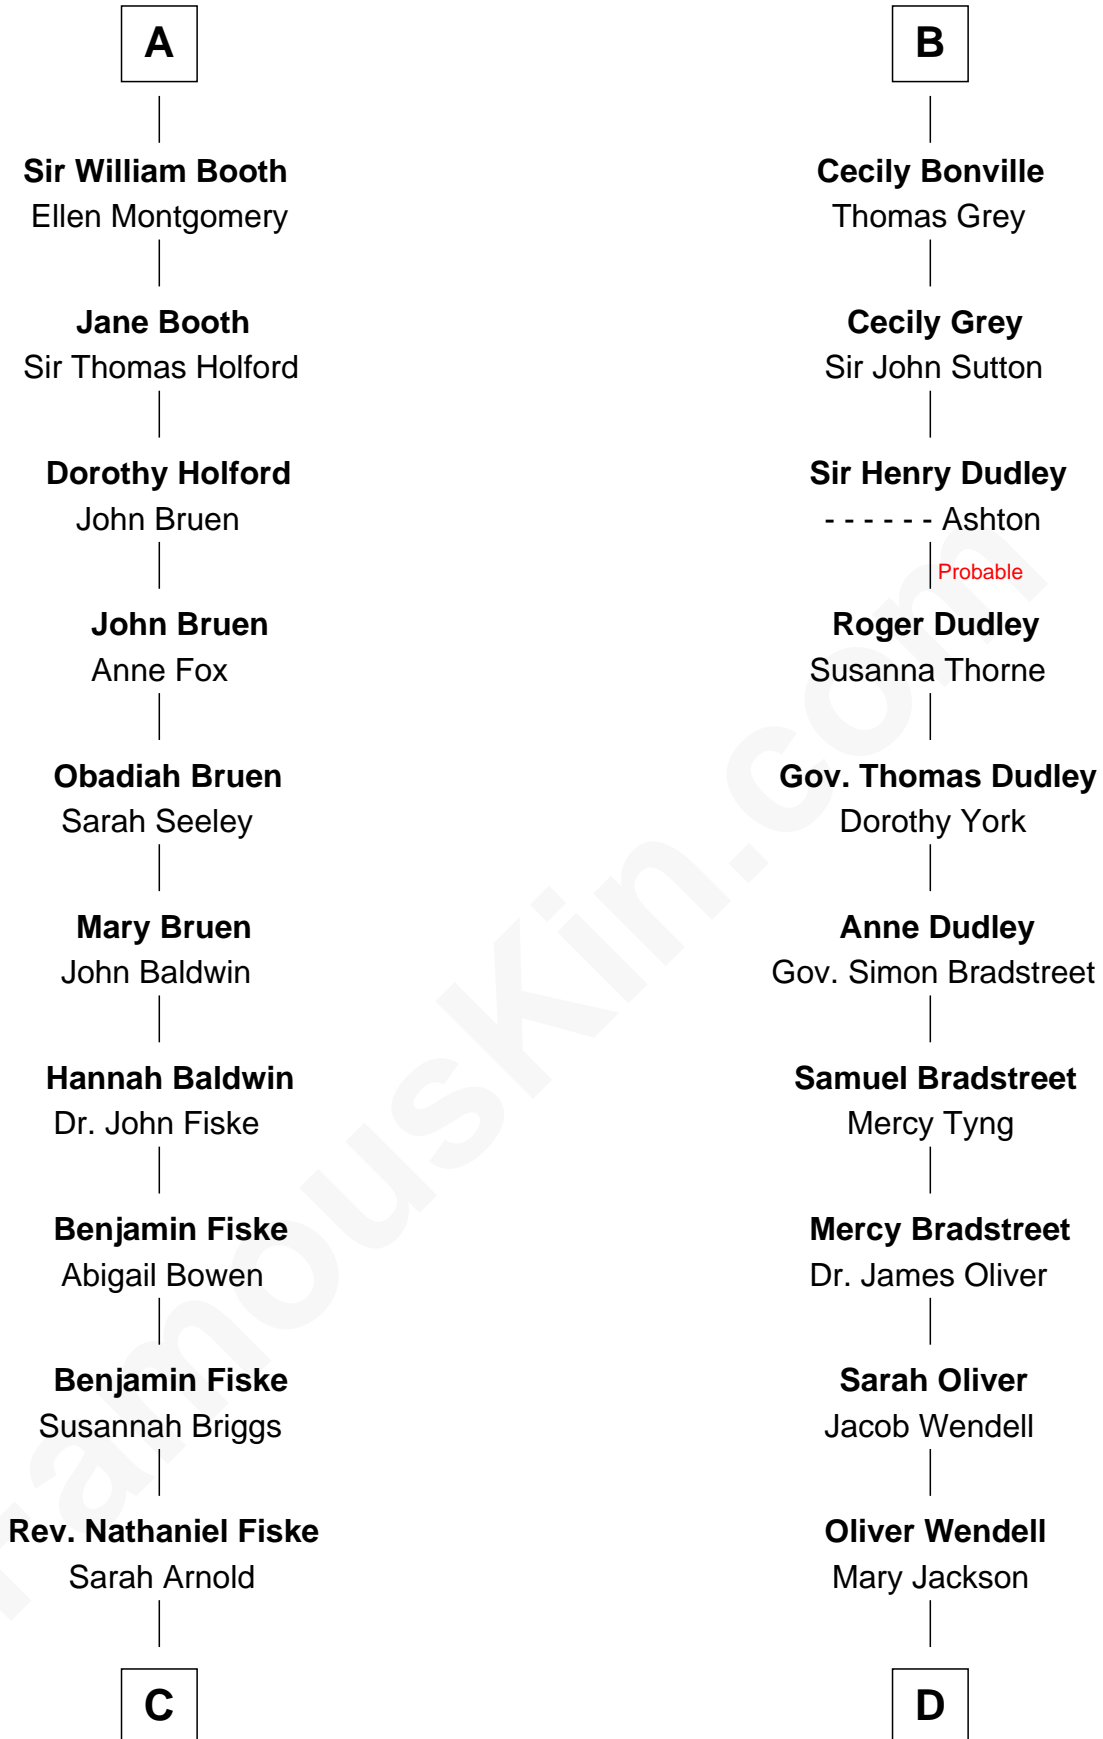 A
Sir William Booth
Ellen Montgomery
Jane Booth
Sir Thomas Holford
Dorothy Holford
John Bruen
John Bruen
Anne Fox
Obadiah Bruen
Sarah Seeley
Mary Bruen
John Baldwin
Hannah Baldwin
Dr. John Fiske
Benjamin Fiske
Abigail Bowen
Benjamin Fiske
Susannah Briggs
Rev. Nathaniel Fiske
Sarah Arnold
C
B
Cecily Bonville
Thomas Grey
Cecily Grey
Sir John Sutton
Sir Henry Dudley
- - - - - - Ashton
Probable
Roger Dudley
Susanna Thorne
Gov. Thomas Dudley
Dorothy York
Anne Dudley
Gov. Simon Bradstreet
Samuel Bradstreet
Mercy Tyng
Mercy Bradstreet
Dr. James Oliver
Sarah Oliver
Jacob Wendell
Oliver Wendell
Mary Jackson
D
FamousKin.com